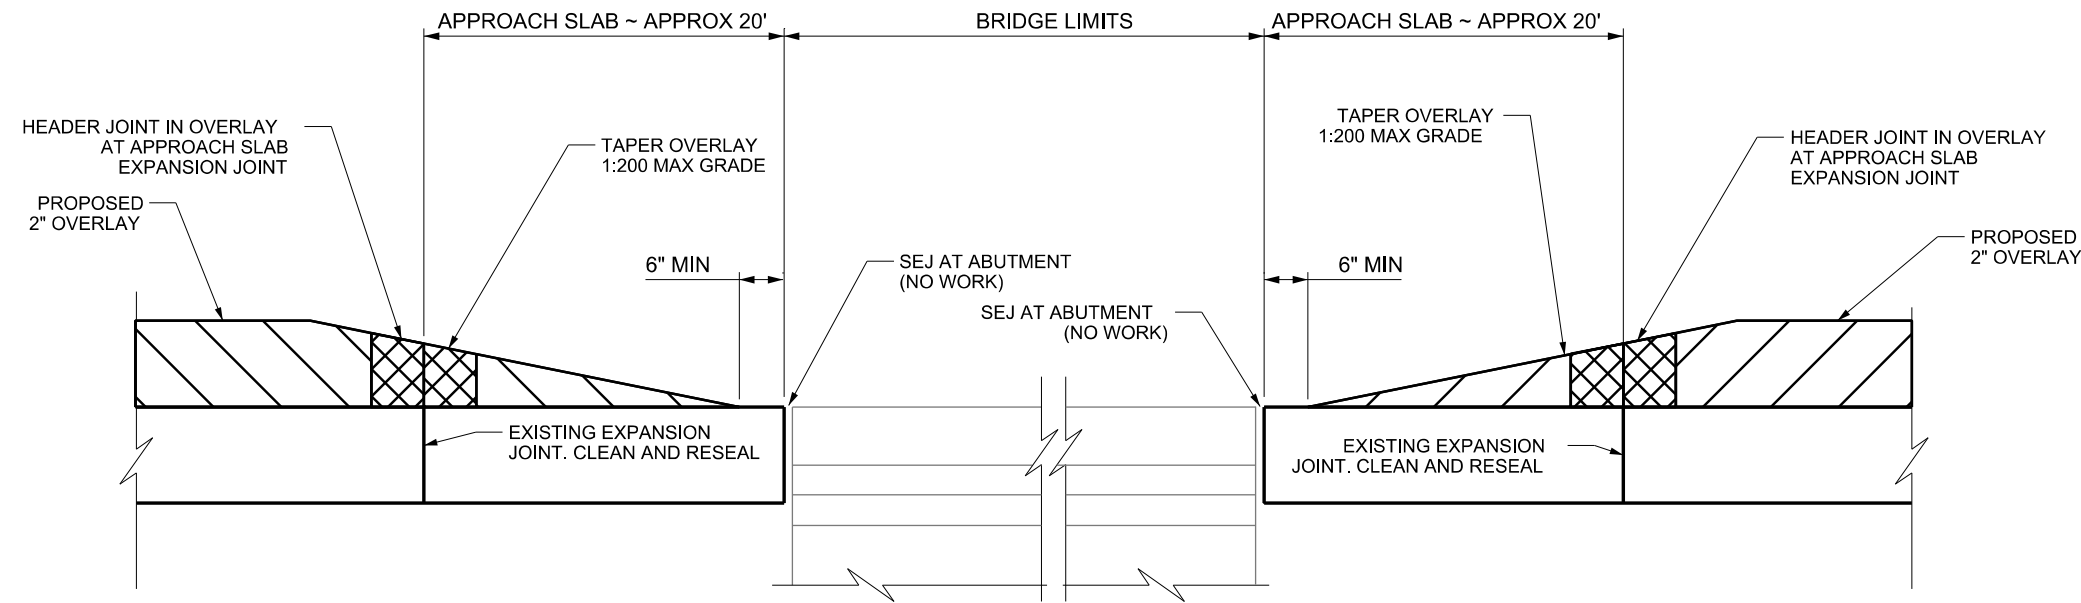 APPROACH SLAB ~ APPROX 20'
BRIDGE LIMITS
APPROACH SLAB ~ APPROX 20'
HEADER JOINT IN OVERLAY
AT APPROACH SLAB
EXPANSION JOINT
TAPER OVERLAY
1:200 MAX GRADE
PROPOSED
2" OVERLAY
6" MIN
SEJ AT ABUTMENT
(NO WORK)
SEJ AT ABUTMENT
(NO WORK)
6" MIN
TAPER OVERLAY
1:200 MAX GRADE
HEADER JOINT IN OVERLAY
AT APPROACH SLAB
EXPANSION JOINT
PROPOSED
2" OVERLAY
EXISTING EXPANSION
JOINT. CLEAN AND RESEAL
EXISTING EXPANSION
JOINT. CLEAN AND RESEAL